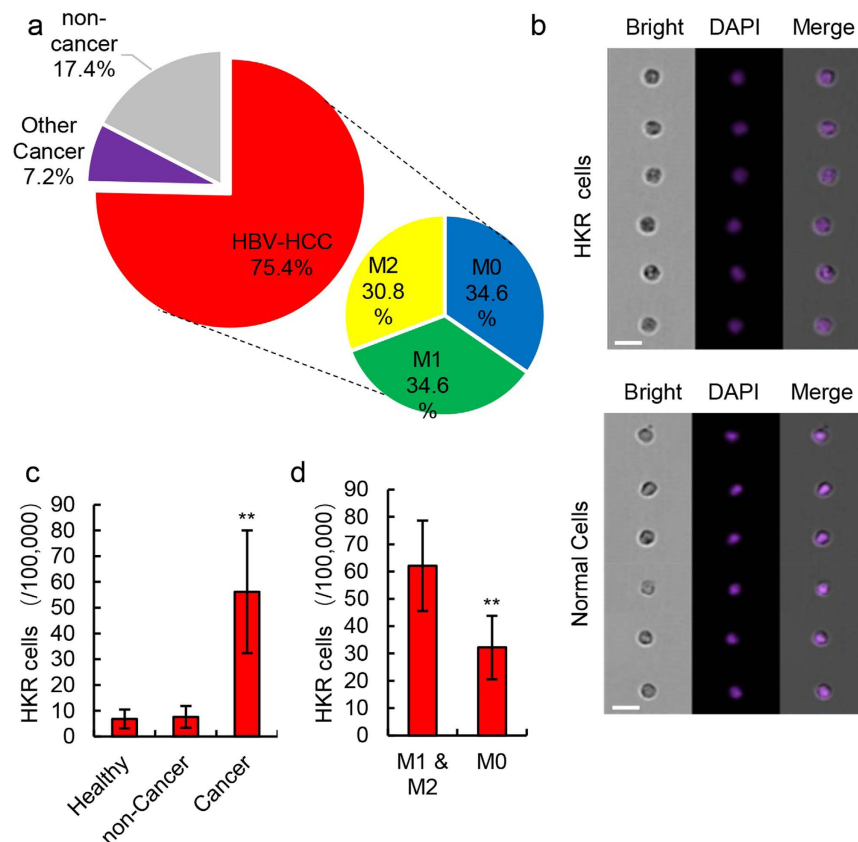 a
non-
cancer
17.4%
Other
Cancer
7.2%
HBV-HCC
75.4%
M2
30.8
%
M0
34.6
%
M1
34.6
%
b
Bright DAPI Merge
HKR cells
Bright DAPI Merge
Normal Cells
c
HKR cells (/100,000)
90
80
70
60
50
40
30
20
10
0
**
Healthy
non-Cancer
Cancer
d
HKR cells (/100,000)
90
80
70
60
50
40
30
20
10
0
**
M1 &
M2
M0